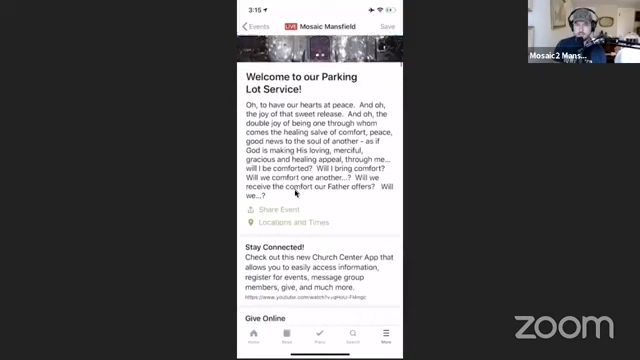 3:15
Events
LIVE Mosaic Mansfield
Save
Welcome to our Parking
Lot Service!
Oh, to have our hearts at peace. And oh,
the joy of that sweet release. And oh, the
double joy of being one through whom
comes the healing salve of comfort, peace,
good news to the soul of another - as if
God is making His loving, merciful,
gracious and healing appeal, through me...
will I be comforted? Will I bring comfort?
Will we comfort one another...? Will we
receive the comfort our Father offers? Will
we...?
Share Event
Locations and Times
Stay Connected!
Check out this new Church Center App that
allows you to easily access information,
register for events, message group
members, give, and much more.
Give Online
Home
News
Plans
Search
More
Mosaic2 Mans...
zoom